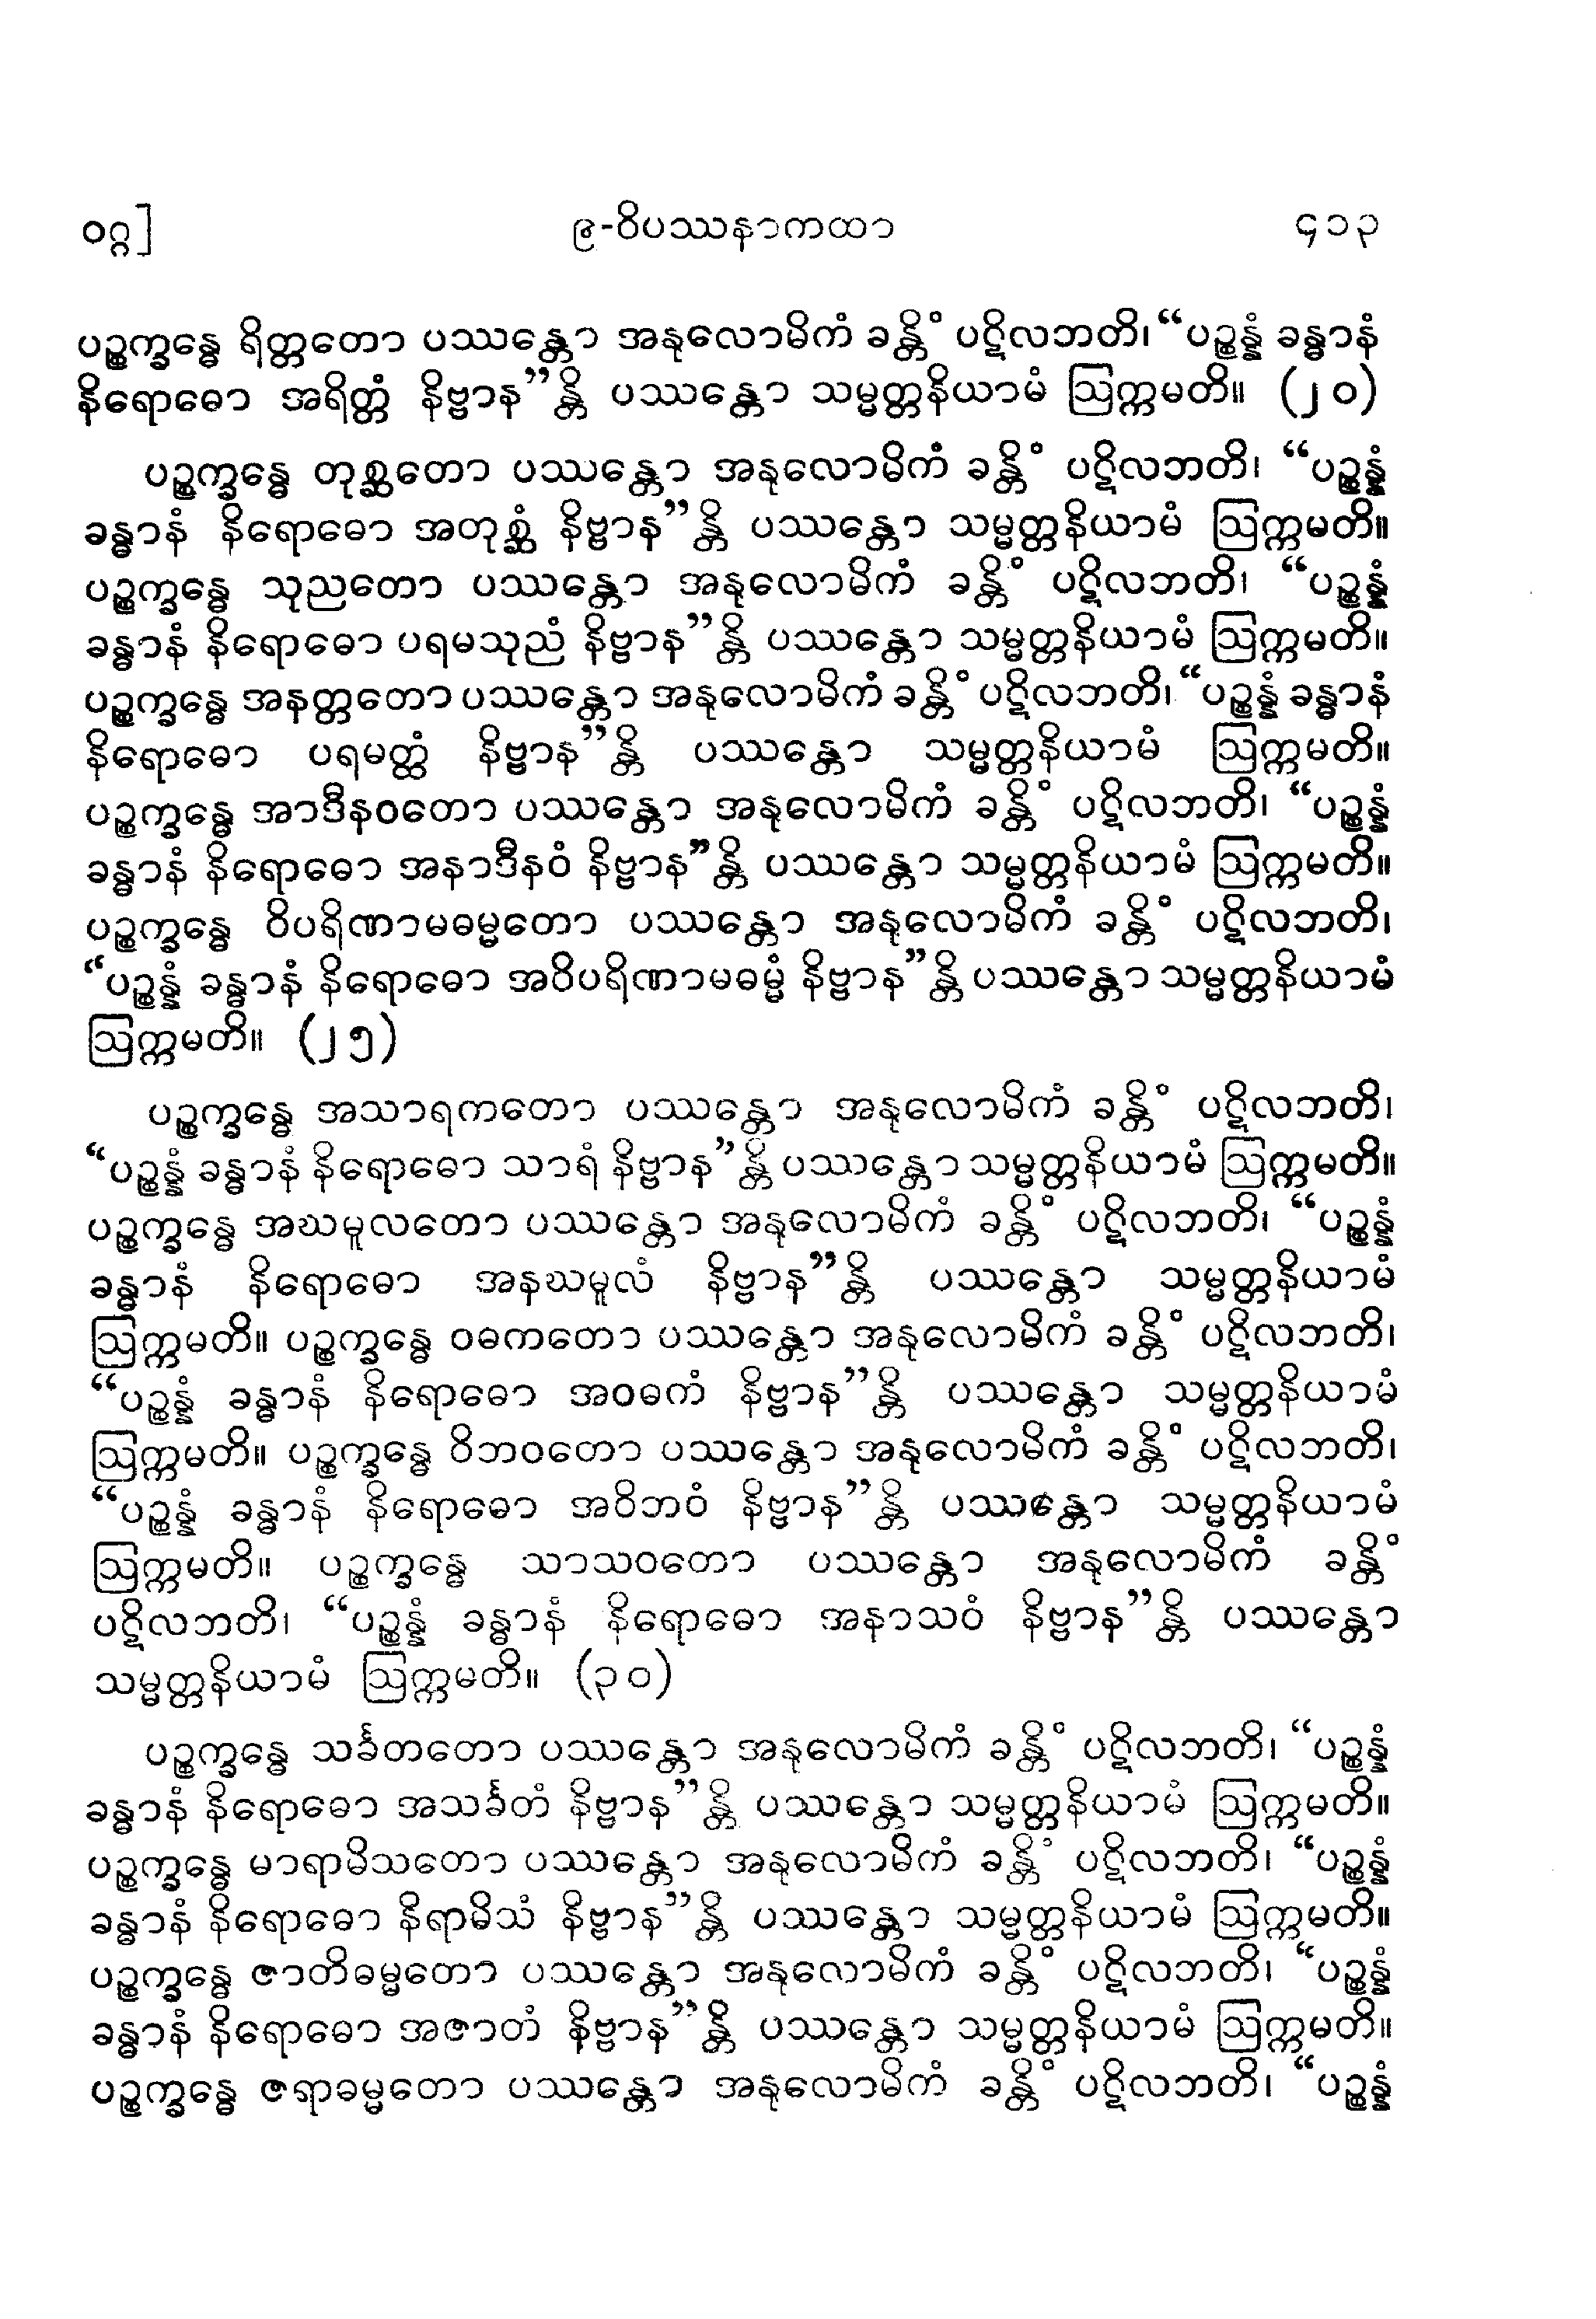 ဝဂ္ဂ]	၉-ဝိပဿနာကထာ	၄၁၃
ပဉ္စက္ခန္ဓေ ရိတ္တတော ပဿန္တော အနုလောမိကံ ခန္တိံ ပဋိလဘတိ၊ “ပဉ္စန္နံ ခန္ဓာနံ
နိရောဓော အရိတ္တံ နိဗ္ဗာန”န္တိ ပဿန္တော သမ္မတ္တနိယာမံ ဩက္ကမတိ။ (၂၀)
ပဉ္စက္ခန္ဓေ တုစ္ဆတော ပဿန္တော အနုလောမိကံ ခန္တိံ ပဋိလဘတိ၊ “ပဉ္စန္နံ
ခန္ဓာနံ နိရောဓော အတုစ္ဆံ နိဗ္ဗာန”န္တိ ပဿန္တော သမ္မတ္တနိယာမံ ဩက္ကမတိ။
ပဉ္စက္ခန္ဓေ သုညတော ပဿန္တော အနုလောမိကံ ခန္တိံ ပဋိလဘတိ၊ “ပဉ္စန္နံ
ခန္ဓာနံ နိရောဓော ပရမသုညံ နိဗ္ဗာန”န္တိ ပဿန္တော သမ္မတ္တနိယာမံ ဩက္ကမတိ။
ပဉ္စက္ခန္ဓေ အနတ္တတော ပဿန္တော အနုလောမိကံ ခန္တိံ ပဋိလဘတိ၊ “ပဉ္စန္နံ ခန္ဓာနံ
နိရောဓော ပရမတ္ထံ နိဗ္ဗာန”န္တိ ပဿန္တော သမ္မတ္တနိယာမံ ဩက္ကမတိ။
ပဉ္စက္ခန္ဓေ အာဒီနဝတော ပဿန္တော အနုလောမိကံ ခန္တိံ ပဋိလဘတိ၊ “ပဉ္စန္နံ
ခန္ဓာနံ နိရောဓော အနာဒီနဝံ နိဗ္ဗာန”န္တိ ပဿန္တော သမ္မတ္တနိယာမံ ဩက္ကမတိ။
ပဉ္စက္ခန္ဓေ ဝိပရိဏာမဓမ္မတော ပဿန္တော အနုလောမိကံ ခန္တိံ ပဋိလဘတိ၊
“ပဉ္စန္နံ ခန္ဓာနံ နိရောဓော အဝိပရိဏာမဓမ္မံ နိဗ္ဗာန”န္တိ ပဿန္တော သမ္မတ္တနိယာမံ
ဩက္ကမတိ။ (၂၅)
ပဉ္စက္ခန္ဓေ အသာရကတော ပဿန္တော အနုလောမိကံ ခန္တိံ ပဋိလဘတိ၊
“ပဉ္စန္နံ ခန္ဓာနံ နိရောဓော သာရံ နိဗ္ဗာန”န္တိ ပဿန္တော သမ္မတ္တနိယာမံ ဩက္ကမတိ။
ပဉ္စက္ခန္ဓေ အဃမူလတော ပဿန္တော အနုလောမိကံ ခန္တိံ ပဋိလဘတိ၊ “ပဉ္စန္နံ
ခန္ဓာနံ နိရောဓော အနဃမူလံ နိဗ္ဗာန”န္တိ ပဿန္တော သမ္မတ္တနိယာမံ
ဩက္ကမတိ။ ပဉ္စက္ခန္ဓေ ဝဓကတော ပဿန္တော အနုလောမိကံ ခန္တိံ ပဋိလဘတိ၊
“ပဉ္စန္နံ ခန္ဓာနံ နိရောဓော အဝဓကံ နိဗ္ဗာန”န္တိ ပဿန္တော သမ္မတ္တနိယာမံ
ဩက္ကမတိ။ ပဉ္စက္ခန္ဓေ ဝိဘဝတော ပဿန္တော အနုလောမိကံ ခန္တိံ ပဋိလဘတိ၊
“ပဉ္စန္နံ ခန္ဓာနံ နိရောဓော အဝိဘဝံ နိဗ္ဗာန”န္တိ ပဿန္တော သမ္မတ္တနိယာမံ
ဩက္ကမတိ။ ပဉ္စက္ခန္ဓေ သာသဝတော ပဿန္တော အနုလောမိကံ ခန္တိံ
ပဋိလဘတိ၊ “ပဉ္စန္နံ ခန္ဓာနံ နိရောဓော အနာသဝံ နိဗ္ဗာန”န္တိ ပဿန္တော
သမ္မတ္တနိယာမံ ဩက္ကမတိ။ (၃၀)
ပဉ္စက္ခန္ဓေ သင်္ခတတော ပဿန္တော အနုလောမိကံ ခန္တိံ ပဋိလဘတိ၊ “ပဉ္စန္နံ
ခန္ဓာနံ နိရောဓော အသင်္ခတံ နိဗ္ဗာန”န္တိ ပဿန္တော သမ္မတ္တနိယာမံ ဩက္ကမတိ။
ပဉ္စက္ခန္ဓေ မာရာမိသတော ပဿန္တော အနုလောမိကံ ခန္တိံ ပဋိလဘတိ၊ “ပဉ္စန္နံ
ခန္ဓာနံ နိရောဓော နိရာမိသံ နိဗ္ဗာန”န္တိ ပဿန္တော သမ္မတ္တနိယာမံ ဩက္ကမတိ။
ပဉ္စက္ခန္ဓေ ဇာတိဓမ္မတော ပဿန္တော အနုလောမိကံ ခန္တိံ ပဋိလဘတိ၊ “ပဉ္စန္နံ
ခန္ဓာနံ နိရောဓော အဇာတံ နိဗ္ဗာန”န္တိ ပဿန္တော သမ္မတ္တနိယာမံ ဩက္ကမတိ။
ပဉ္စက္ခန္ဓေ ဇရာဓမ္မတော ပဿန္တော အနုလောမိကံ ခန္တိံ ပဋိလဘတိ၊ “ပဉ္စန္နံ